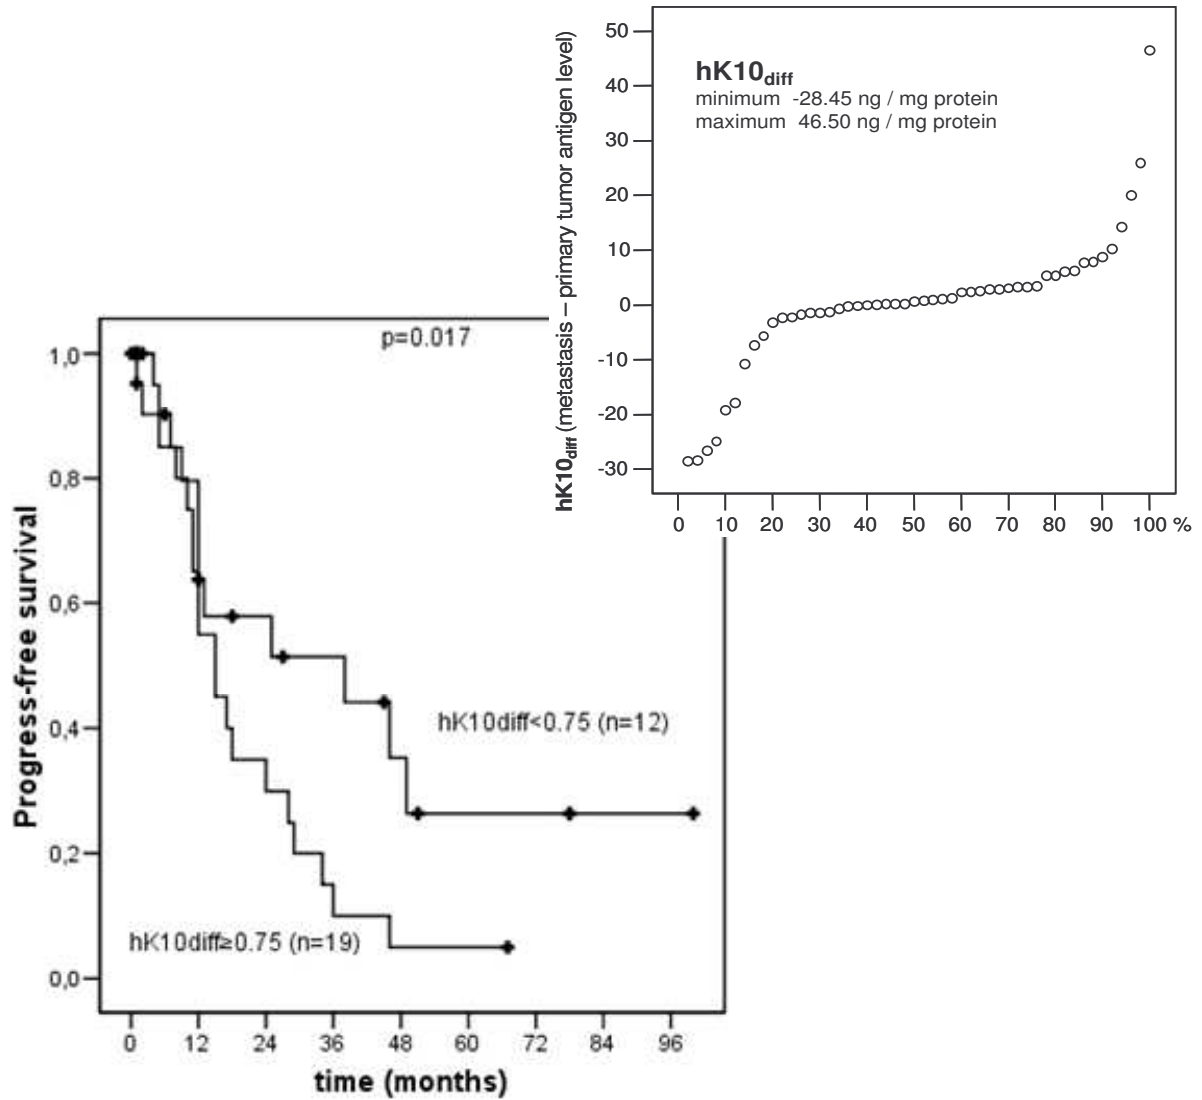 50
40
30
20
10
0
-10
-20
-30
hK10diff (metastasis – primary tumor antigen level)
hK10diff
minimum -28.45 ng / mg protein
maximum 46.50 ng / mg protein
0 10 20 30 40 50 60 70 80 90 100 %
p=0.017
1,0
0,8
0,6
0,4
0,2
0,0
Progress-free survival
hK10diff<0.75 (n=12)
hK10diff≥0.75 (n=19)
0 12 24 36 48 60 72 84 96
time (months)